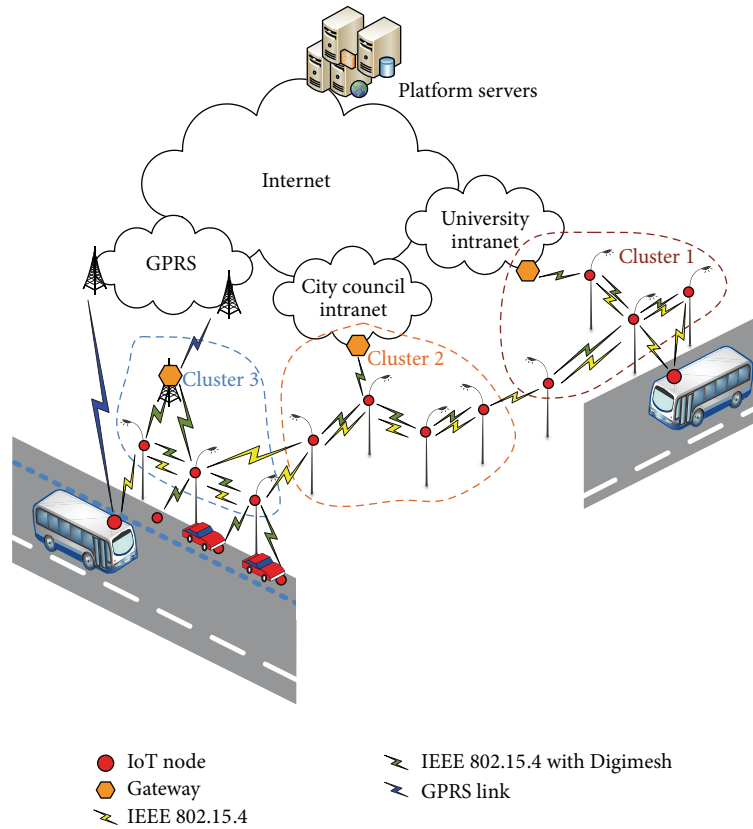 Platform servers
Internet
University
intranet
GPRS
City council
intranet
Cluster 1
Cluster 2
Cluster 3
IoT node
Gateway
IEEE 802.15.4
IEEE 802.15.4 with Digimesh
GPRS link